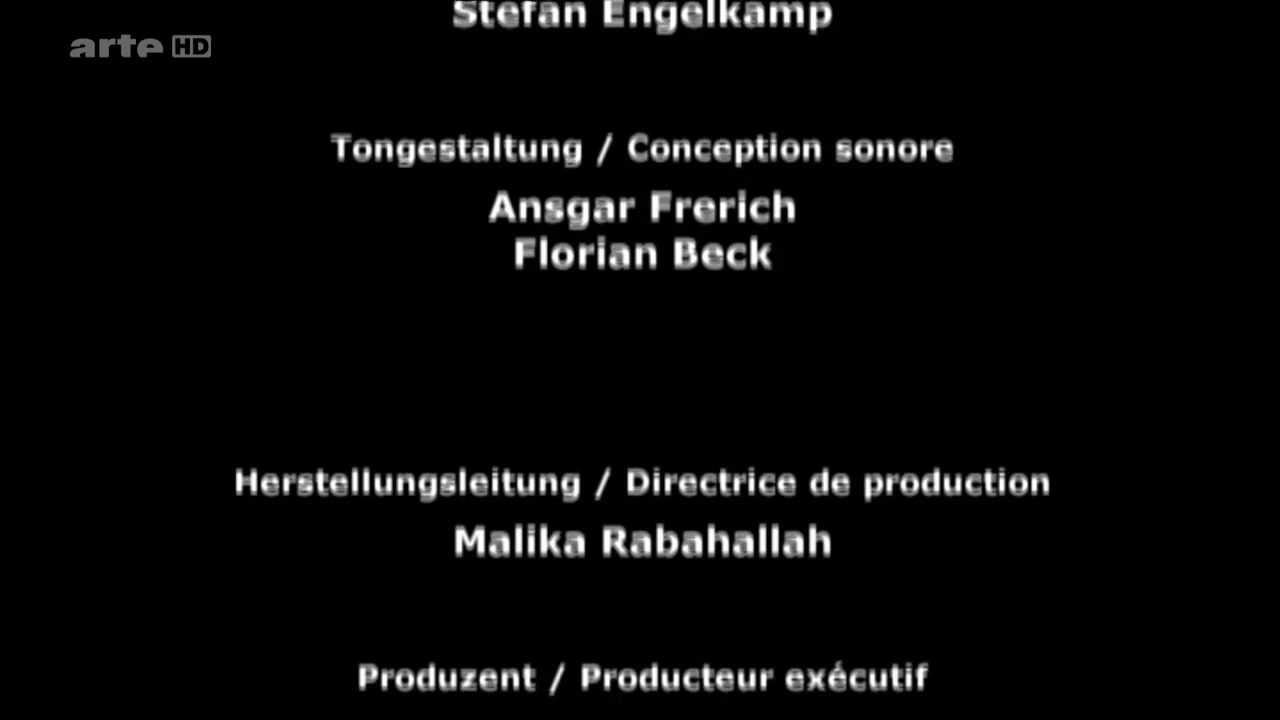 Stefan Engelkamp
arte HD
Tongestaltung / Conception sonore
Ansgar Frerich
Florian Beck
Herstellungsleitung / Directrice de production
Malika Rabahallah
Produzent / Producteur exécutif